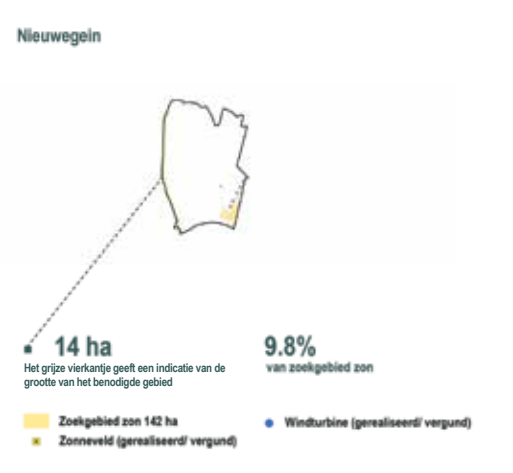 Nieuwegein
14 ha
Het grijze vierkantje geeft een indicatie van de
grootte van het benodigde gebied
9.8%
van zoekgebied zon
Zoekgebied zon 142 ha
Zonneveld (gerealiseerd/ vergund)
Windturbine (gerealiseerd/ vergund)